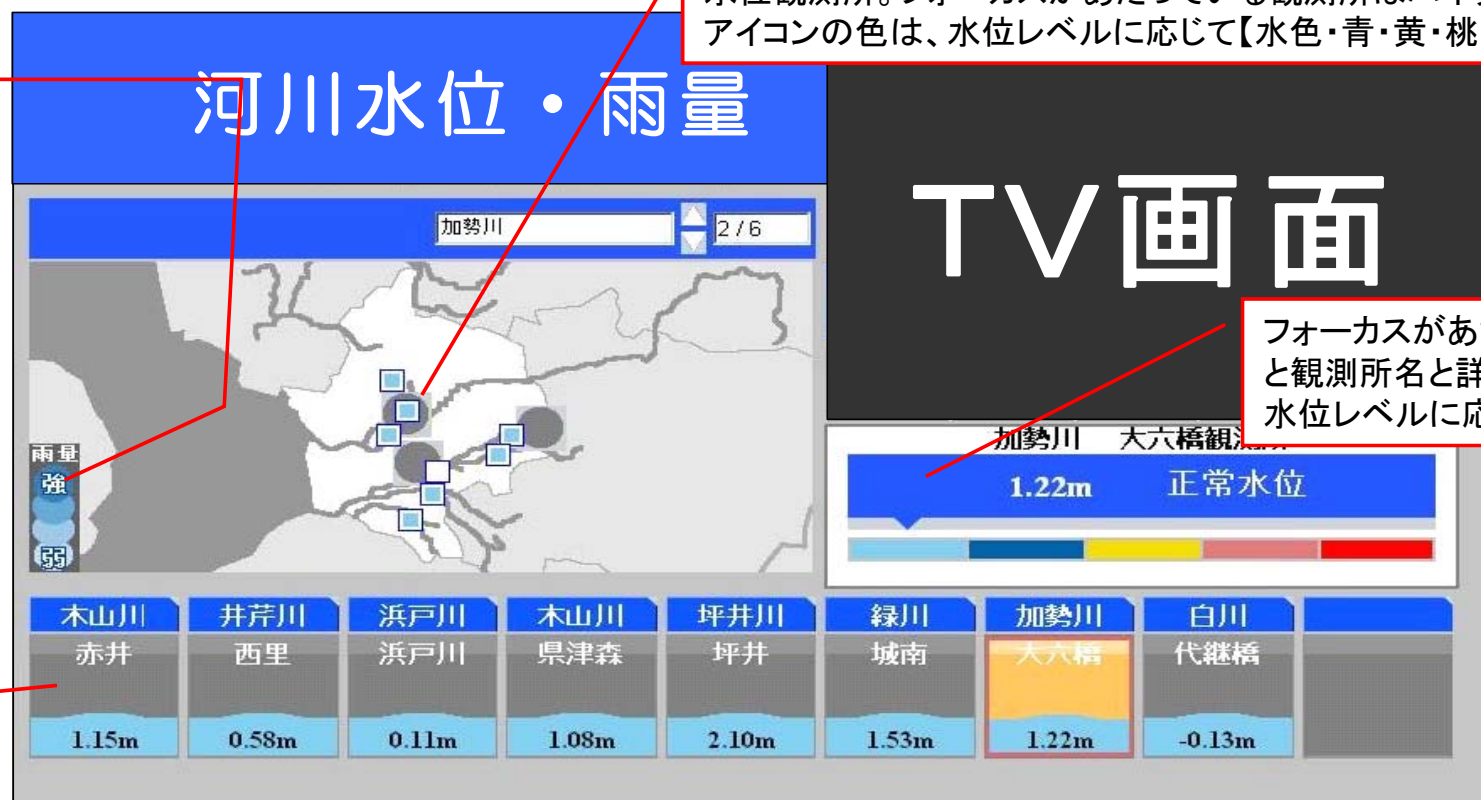 アイコンの色は、水位レベルに応じて【水色・青・黄・桃
河川水位・雨量
TV画面
加勢川
2 / 6
フォーカスがあ
と観測所名と詳
水位レベルに応
雨量
強
弱
加勢川 大六橋観
1.22m 正常水位
木山川 井芹川 浜戸川 木山川 坪井川 緑川 加勢川 白川
赤井 西里 浜戸川 県津森 坪井 城南 大六橋 代継橋
1.15m 0.58m 0.11m 1.08m 2.10m 1.53m 1.22m -0.13m